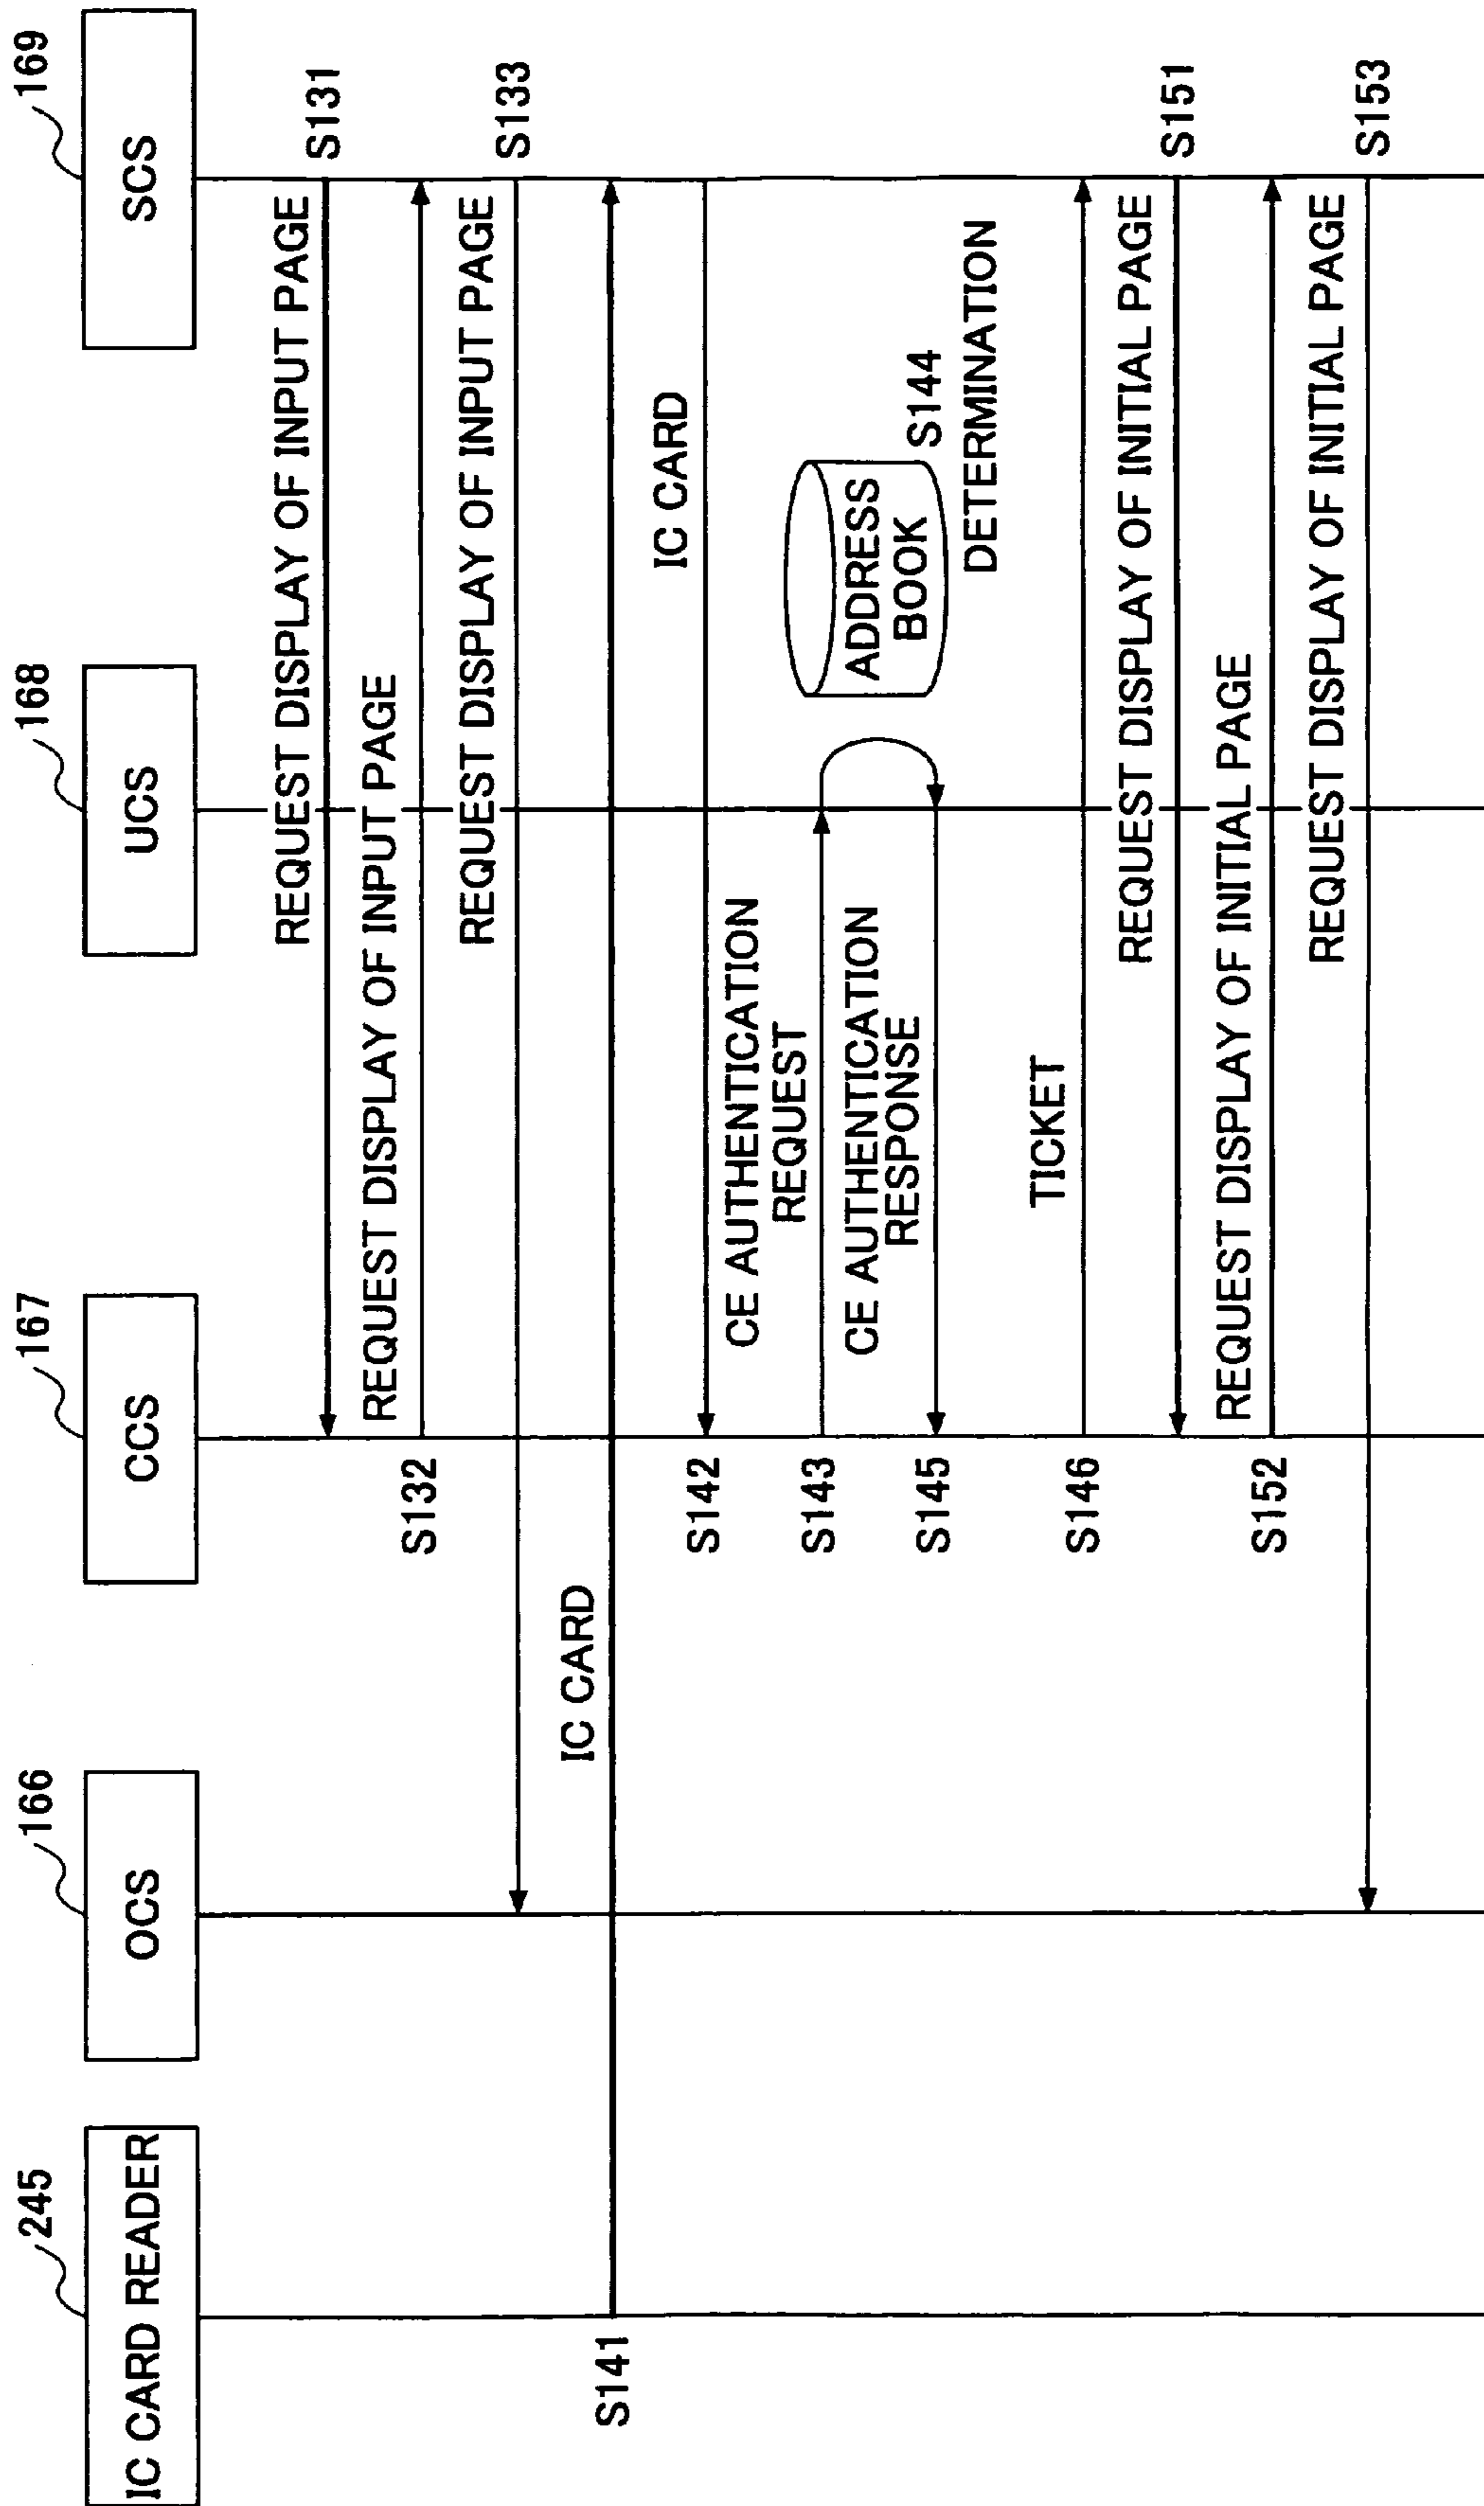 245
IC CARD READER
166
OCS
167
CCS
168
UCS
169
SCS
REQUEST DISPLAY OF INPUT PAGE
S131
REQUEST DISPLAY OF INPUT PAGE
S132
REQUEST DISPLAY OF INPUT PAGE
S133
IC CARD
S141
IC CARD
S142
CE AUTHENTICATION
REQUEST
S143
ADDRESS
BOOK
S144
DETERMINATION
CE AUTHENTICATION
RESPONSE
S145
TICKET
S146
REQUEST DISPLAY OF INITIAL PAGE
S151
REQUEST DISPLAY OF INITIAL PAGE
S152
REQUEST DISPLAY OF INITIAL PAGE
S153